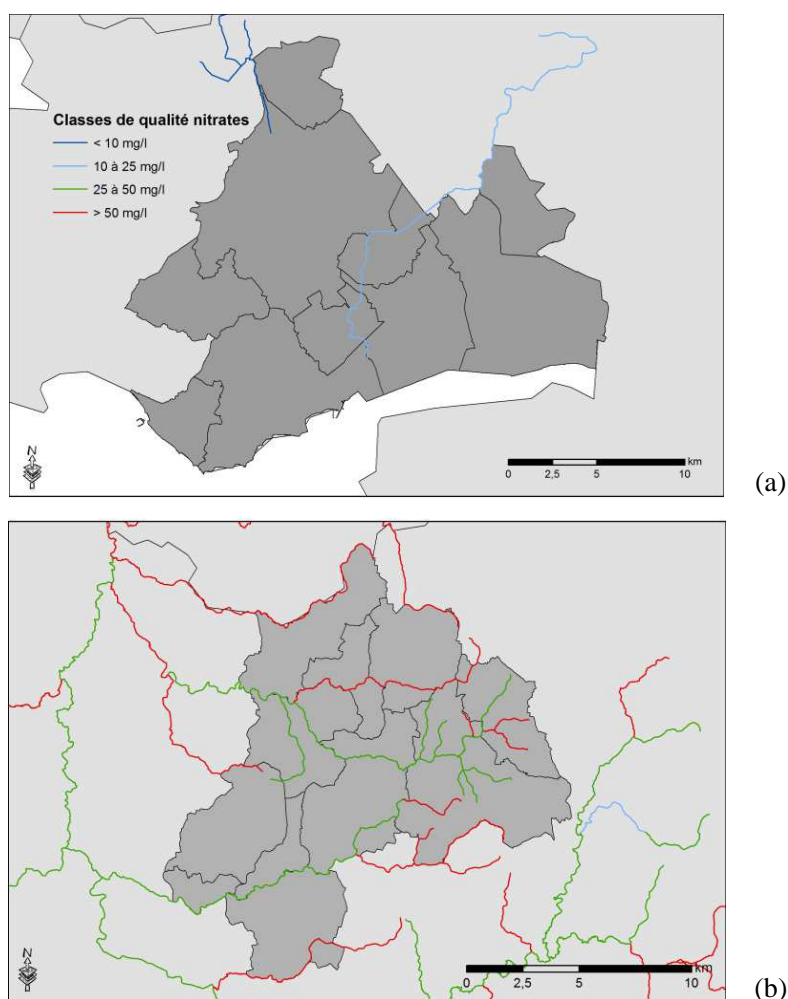 Classes de qualité nitrates
< 10 mg/l
10 à 25 mg/l
25 à 50 mg/l
> 50 mg/l
N
km
0 2,5 5 10
(a)
N
km
0 2,5 5 10
(b)